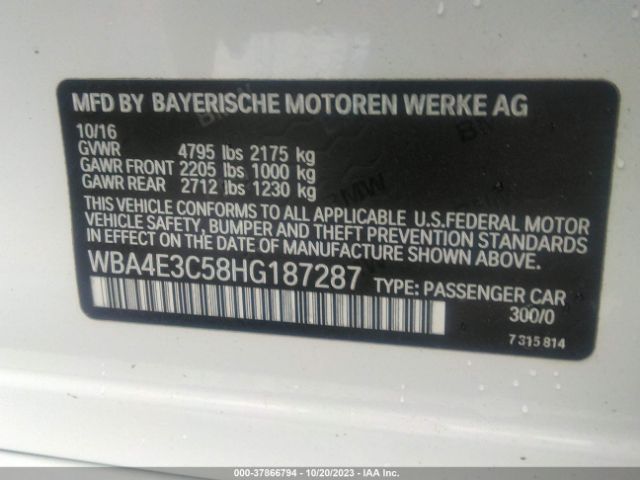 MFD BY BAYERISCHE MOTOREN WERKE AG
10/16
GVWR 4795 lbs 2175 kg
GAWR FRONT 2205 lbs 1000 kg
GAWR REAR 2712 lbs 1230 kg
THIS VEHICLE CONFORMS TO ALL APPLICABLE U.S.FEDERAL MOTOR
VEHICLE SAFETY, BUMPER AND THEFT PREVENTION STANDARDS
IN EFFECT ON THE DATE OF MANUFACTURE SHOWN ABOVE.
WBA4E3C58HG187287 TYPE: PASSENGER CAR
300/0
7 315 814
000-37866794 - 10/20/2023 - IAA Inc.